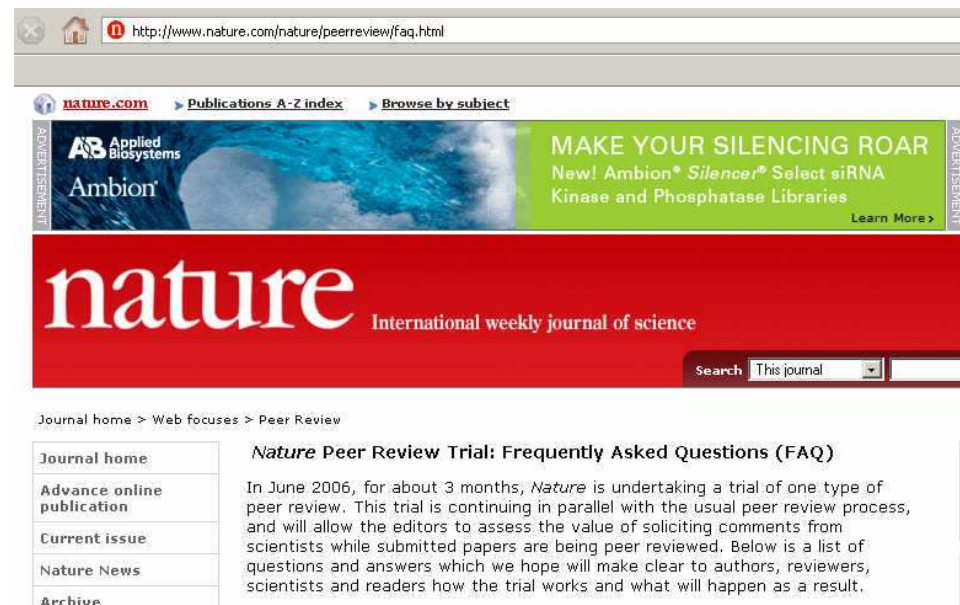 http://www.nature.com/nature/peerreview/faq.html
nature.com Publications A-Z index Browse by subject
ADVERTISEMENT
AB Applied Biosystems
Ambion®
MAKE YOUR SILENCING ROAR
New! Ambion® Silencer® Select siRNA
Kinase and Phosphatase Libraries
Learn More >
ADVERTISEMENT
nature International weekly journal of science
Search This journal
Journal home > Web focuses > Peer Review
Journal home
Advance online
publication
Current issue
Nature News
Archive
Nature Peer Review Trial: Frequently Asked Questions (FAQ)
In June 2006, for about 3 months, Nature is undertaking a trial of one type of
peer review. This trial is continuing in parallel with the usual peer review process,
and will allow the editors to assess the value of soliciting comments from
scientists while submitted papers are being peer reviewed. Below is a list of
questions and answers which we hope will make clear to authors, reviewers,
scientists and readers how the trial works and what will happen as a result.